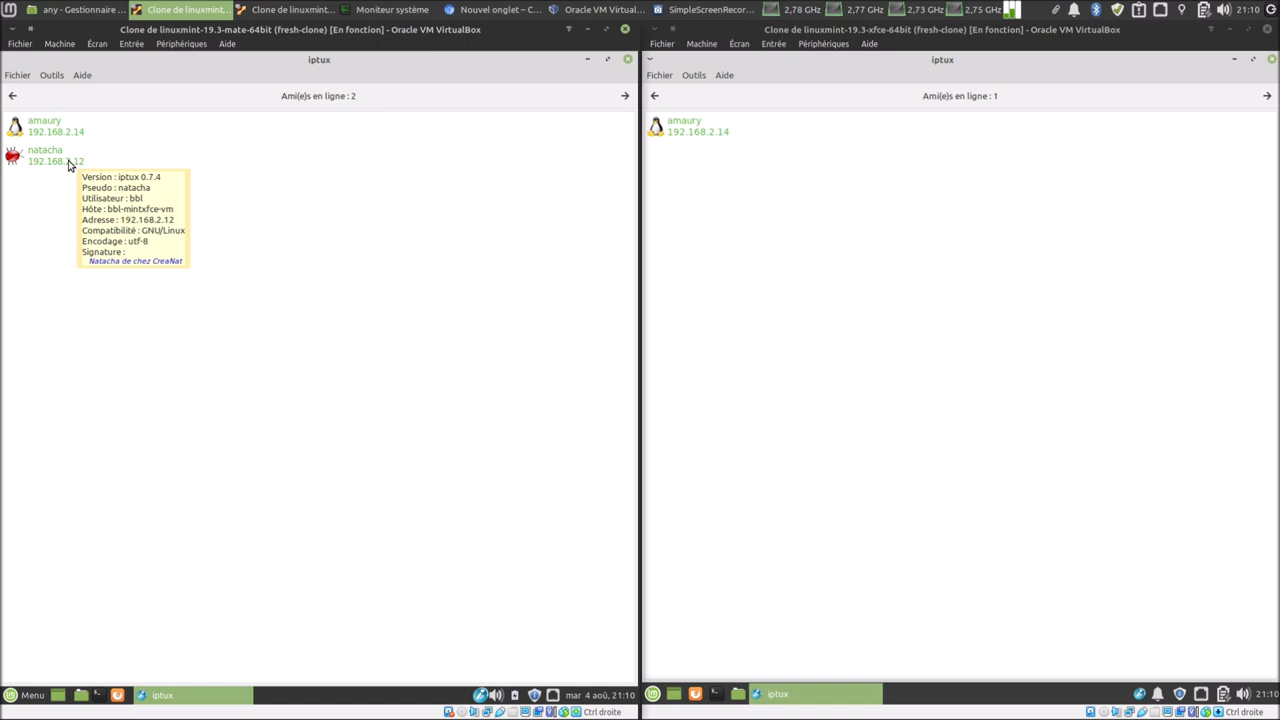 any - Gestionnaire ...
Clone de linuxmint...
Clone de linuxmint...
Moniteur système
Nouvel onglet – C...
Oracle VM Virtual...
SimpleScreenRecor...
2,78 GHz
2,77 GHz
2,73 GHz
2,75 GHz
21:10
Clone de linuxmint-19.3-mate-64bit (fresh-clone) [En fonction] - Oracle VM VirtualBox
Fichier Machine Écran Entrée Périphériques Aide
iptux
Fichier Outils Aide
Ami(e)s en ligne : 2
amaury
192.168.2.14
natacha
192.168.2.12
Version : iptux 0.7.4
Pseudo : natacha
Utilisateur : bbl
Hôte : bbl-mintxfce-vm
Adresse : 192.168.2.12
Compatibilité : GNU/Linux
Encodage : utf-8
Signature :
Natacha de chez CreaNat
Menu
iptux
mar 4 aoû, 21:10
Ctrl droite
Clone de linuxmint-19.3-xfce-64bit (fresh-clone) [En fonction] - Oracle VM VirtualBox
Fichier Machine Écran Entrée Périphériques Aide
iptux
Fichier Outils Aide
Ami(e)s en ligne : 1
amaury
192.168.2.14
iptux
21:10
Ctrl droite